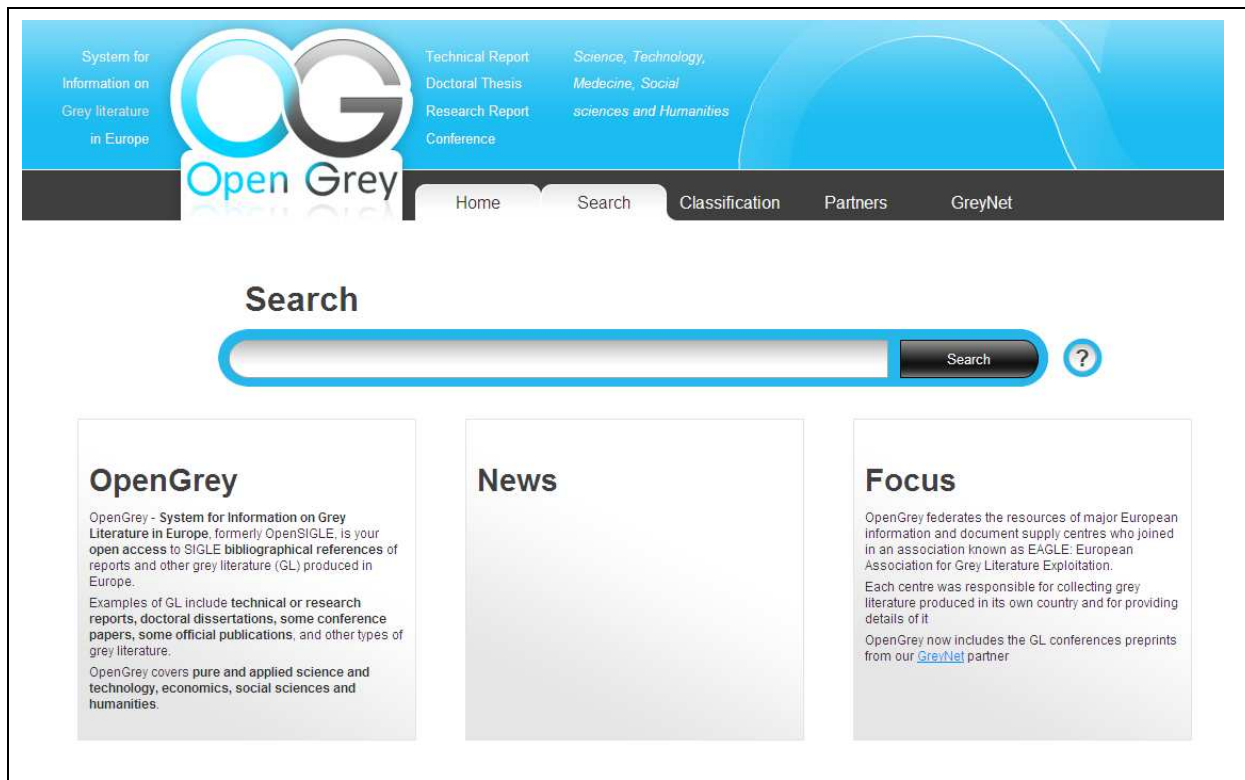 System for
Information on
Grey literature
in Europe
OG
Open Grey
Technical Report
Doctoral Thesis
Research Report
Conference
Science, Technology,
Medecine, Social
sciences and Humanities
Home
Search
Classification
Partners
GreyNet
Search
Search
?
OpenGrey
OpenGrey - System for Information on Grey
Literature in Europe, formerly OpenSIGLE, is your
open access to SIGLE bibliographical references of
reports and other grey literature (GL) produced in
Europe.
Examples of GL include technical or research
reports, doctoral dissertations, some conference
papers, some official publications, and other types of
grey literature.
OpenGrey covers pure and applied science and
technology, economics, social sciences and
humanities.
News
Focus
OpenGrey federates the resources of major European
information and document supply centres who joined
in an association known as EAGLE: European
Association for Grey Literature Exploitation.
Each centre was responsible for collecting grey
literature produced in its own country and for providing
details of it
OpenGrey now includes the GL conferences preprints
from our GreyNet partner